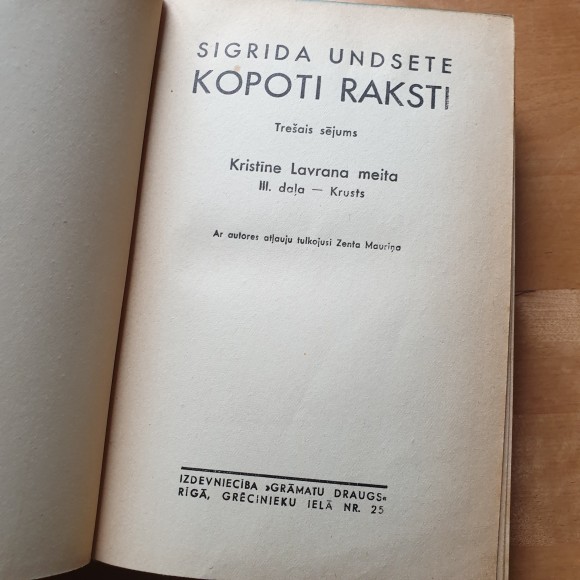 SIGRIDA UNDSETE
KOPOTI RAKSTI
Trešais sējums
Kristīne Lavrana meita
III. daļa — Krusts
Ar autores atļauju tulkojusi Zenta Mauriņa
IZDEVNIECĪBA »GRĀMATU DRAUGS«
RĪGĀ, GRĒCINIEKU IELĀ NR. 25